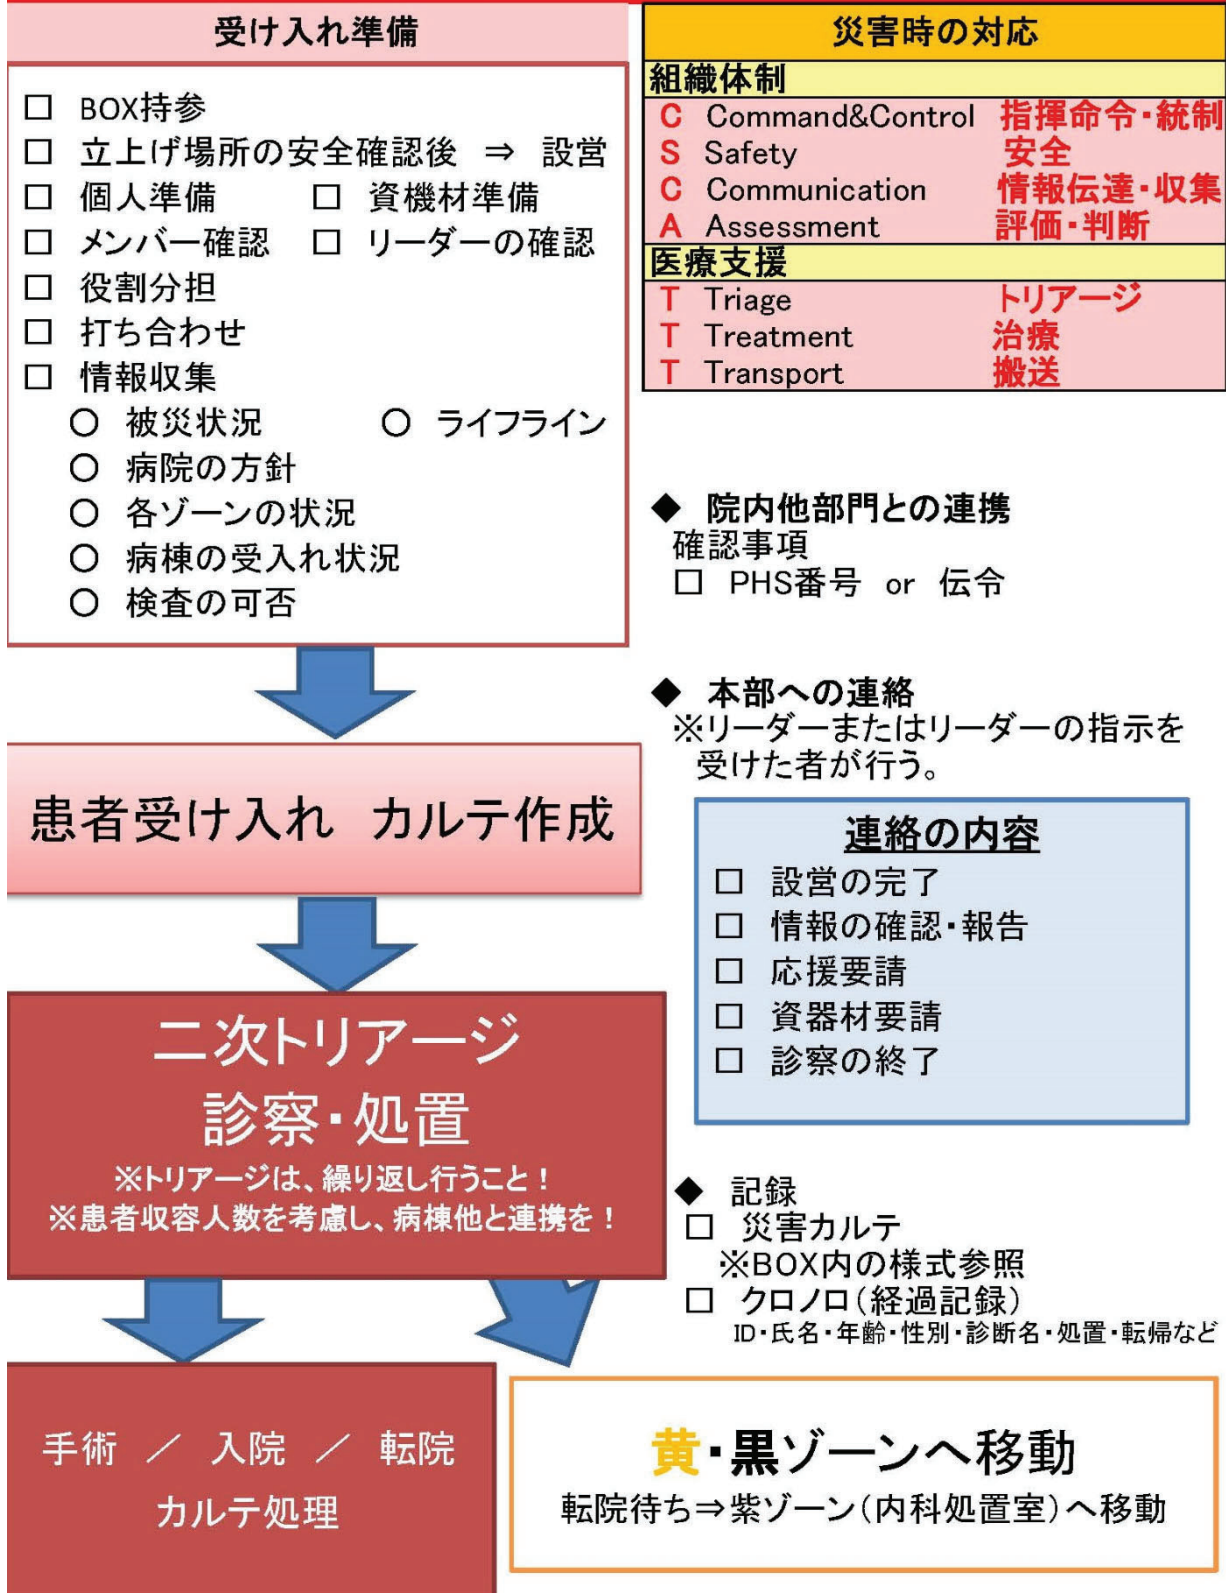 受け入れ準備
□ BOX持参
□ 立上げ場所の安全確認後 ⇒ 設営
□ 個人準備 □ 資機材準備
□ メンバー確認 □ リーダーの確認
□ 役割分担
□ 打ち合わせ
□ 情報収集
○ 被災状況 ○ ライフライン
○ 病院の方針
○ 各ゾーンの状況
○ 病棟の受入れ状況
○ 検査の可否
患者受け入れ カルテ作成
二次トリアージ
診察・処置
※トリアージは、繰り返し行うこと！
※患者収容人数を考慮し、病棟他と連携を！
手術 ／ 入院 ／ 転院
カルテ処理
災害時の対応
組織体制
C Command&Control 指揮命令・統制
S Safety 安全
C Communication 情報伝達・収集
A Assessment 評価・判断
医療支援
T Triage トリアージ
T Treatment 治療
T Transport 搬送
◆ 院内他部門との連携
確認事項
□ PHS番号 or 伝令
◆ 本部への連絡
※リーダーまたはリーダーの指示を
受けた者が行う。
連絡の内容
□ 設営の完了
□ 情報の確認・報告
□ 応援要請
□ 資器材要請
□ 診察の終了
◆ 記録
□ 災害カルテ
※BOX内の様式参照
□ クロノロ（経過記録）
ID・氏名・年齢・性別・診断名・処置・転帰など
黄・黒ゾーンへ移動
転院待ち⇒紫ゾーン（内科処置室）へ移動